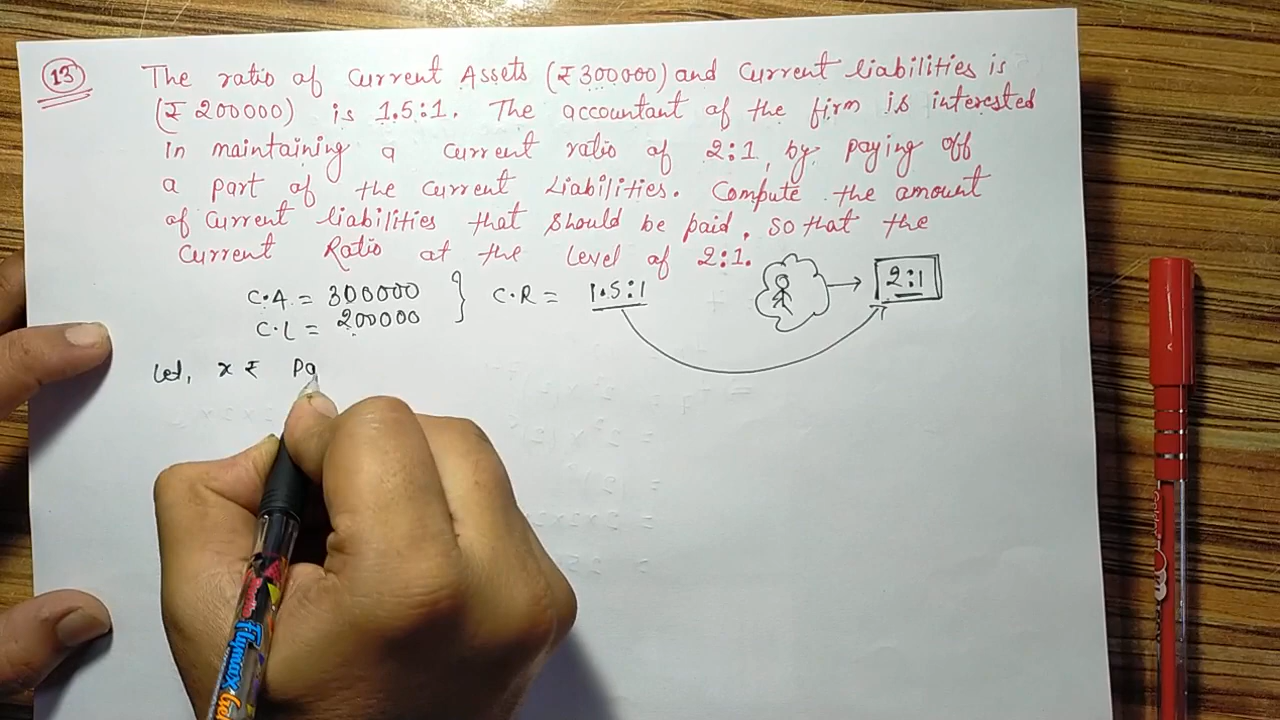 13
The ratio of Current Assets (₹ 300000) and Current liabilities is
(₹ 200000) is 1.5:1. The accountant of the firm is interested
in maintaining a current ratio of 2:1, by paying off
a part of the current Liabilities. Compute the amount
of Current liabilities that should be paid, so that the
Current Ratio at the Level of 2:1.
C.A. = 300000 } C.R = 1.5:1 → 2:1
C.L = 200000
Let, x ₹ Pa
Flymax Gel